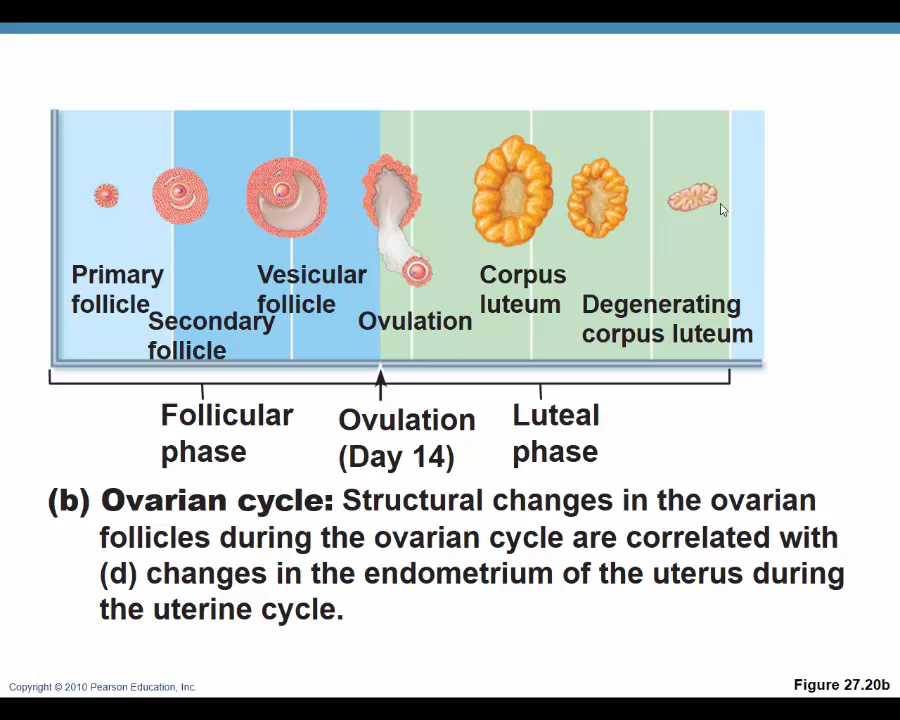 Primary
follicle
Secondary
follicle
Vesicular
follicle
Ovulation
Corpus
luteum
Degenerating
corpus luteum
Follicular
phase
Ovulation
(Day 14)
Luteal
phase
(b) Ovarian cycle: Structural changes in the ovarian
follicles during the ovarian cycle are correlated with
(d) changes in the endometrium of the uterus during
the uterine cycle.
Copyright © 2010 Pearson Education, Inc.
Figure 27.20b